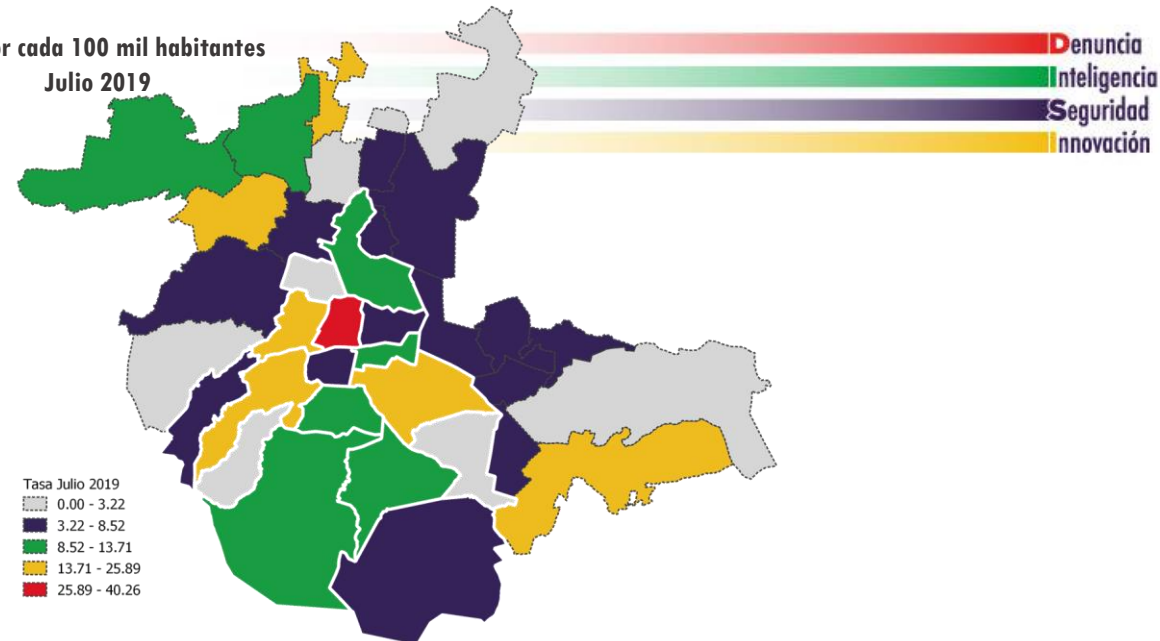 cada 100 mil habitantes
Julio 2019
Denuncia
Inteligencia
Seguridad
Innovación
Tasa Julio 2019
0.00 - 3.22
3.22 - 8.52
8.52 - 13.71
13.71 - 25.89
25.89 - 40.26